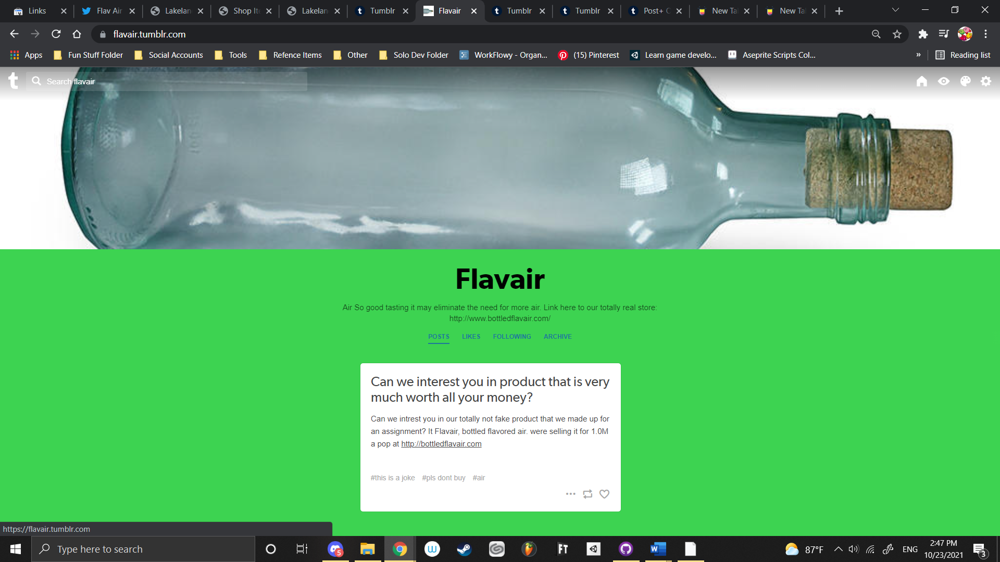 Links
Flav Air
Lakelan
Shop Ite
Lakelan
Tumblr
Flavair
Tumblr
Tumblr
Post+ C
New Tal
New Tal
flavair.tumblr.com
Apps
Fun Stuff Folder
Social Accounts
Tools
Refence Items
Other
Solo Dev Folder
WorkFlowy - Organ...
(15) Pinterest
Learn game develo...
Aseprite Scripts Col...
»
Reading list
Search flavair
Flavair
Air So good tasting it may eliminate the need for more air. Link here to our totally real store:
http://www.bottledflavair.com/
POSTS
LIKES
FOLLOWING
ARCHIVE
Can we interest you in product that is very
much worth all your money?
Can we intrest you in our totally not fake product that we made up for
an assignment? It Flavair, bottled flavored air. were selling it for 1.0M
a pop at http://bottledflavair.com
#this is a joke #pls dont buy #air
https://flavair.tumblr.com
Type here to search
5
FT
87°F
ENG
2:47 PM
10/23/2021
3